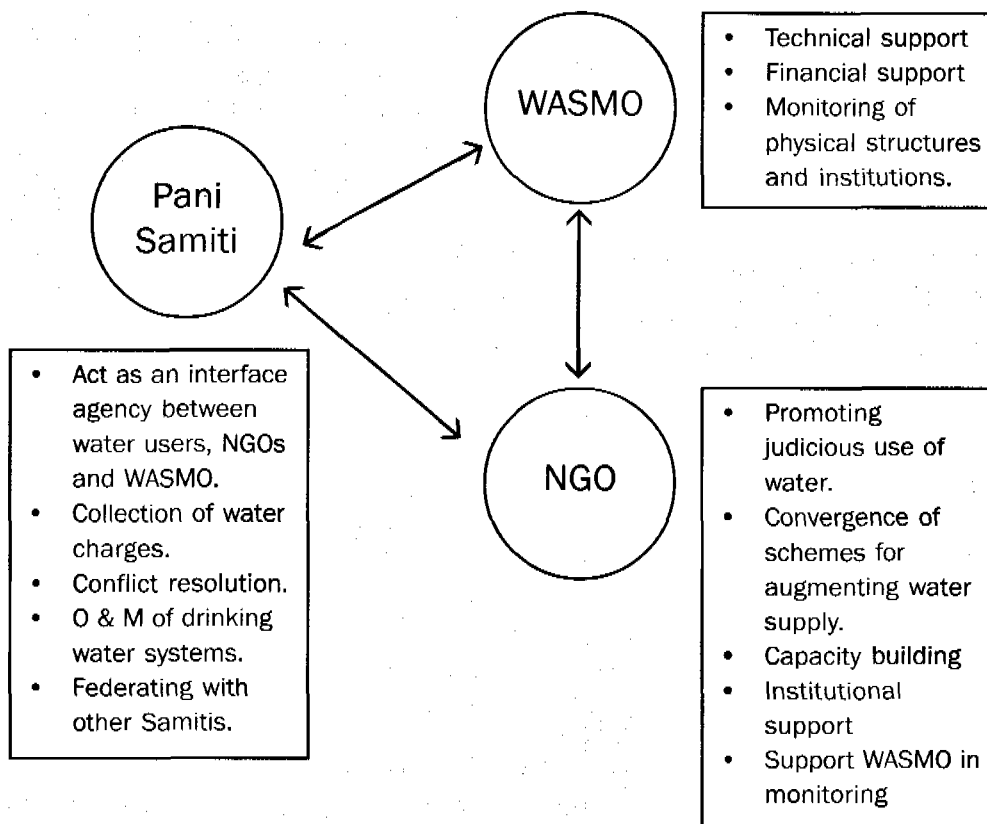 WASMO
• Technical support
• Financial support
• Monitoring of
physical structures
and institutions.
Pani
Samiti
• Act as an interface
agency between
water users, NGOs
and WASMO.
• Collection of water
charges.
• Conflict resolution.
• O & M of drinking
water systems.
• Federating with
other Samitis.
NGO
• Promoting
judicious use of
water.
• Convergence of
schemes for
augmenting water
supply.
• Capacity building
• Institutional
support
• Support WASMO in
monitoring